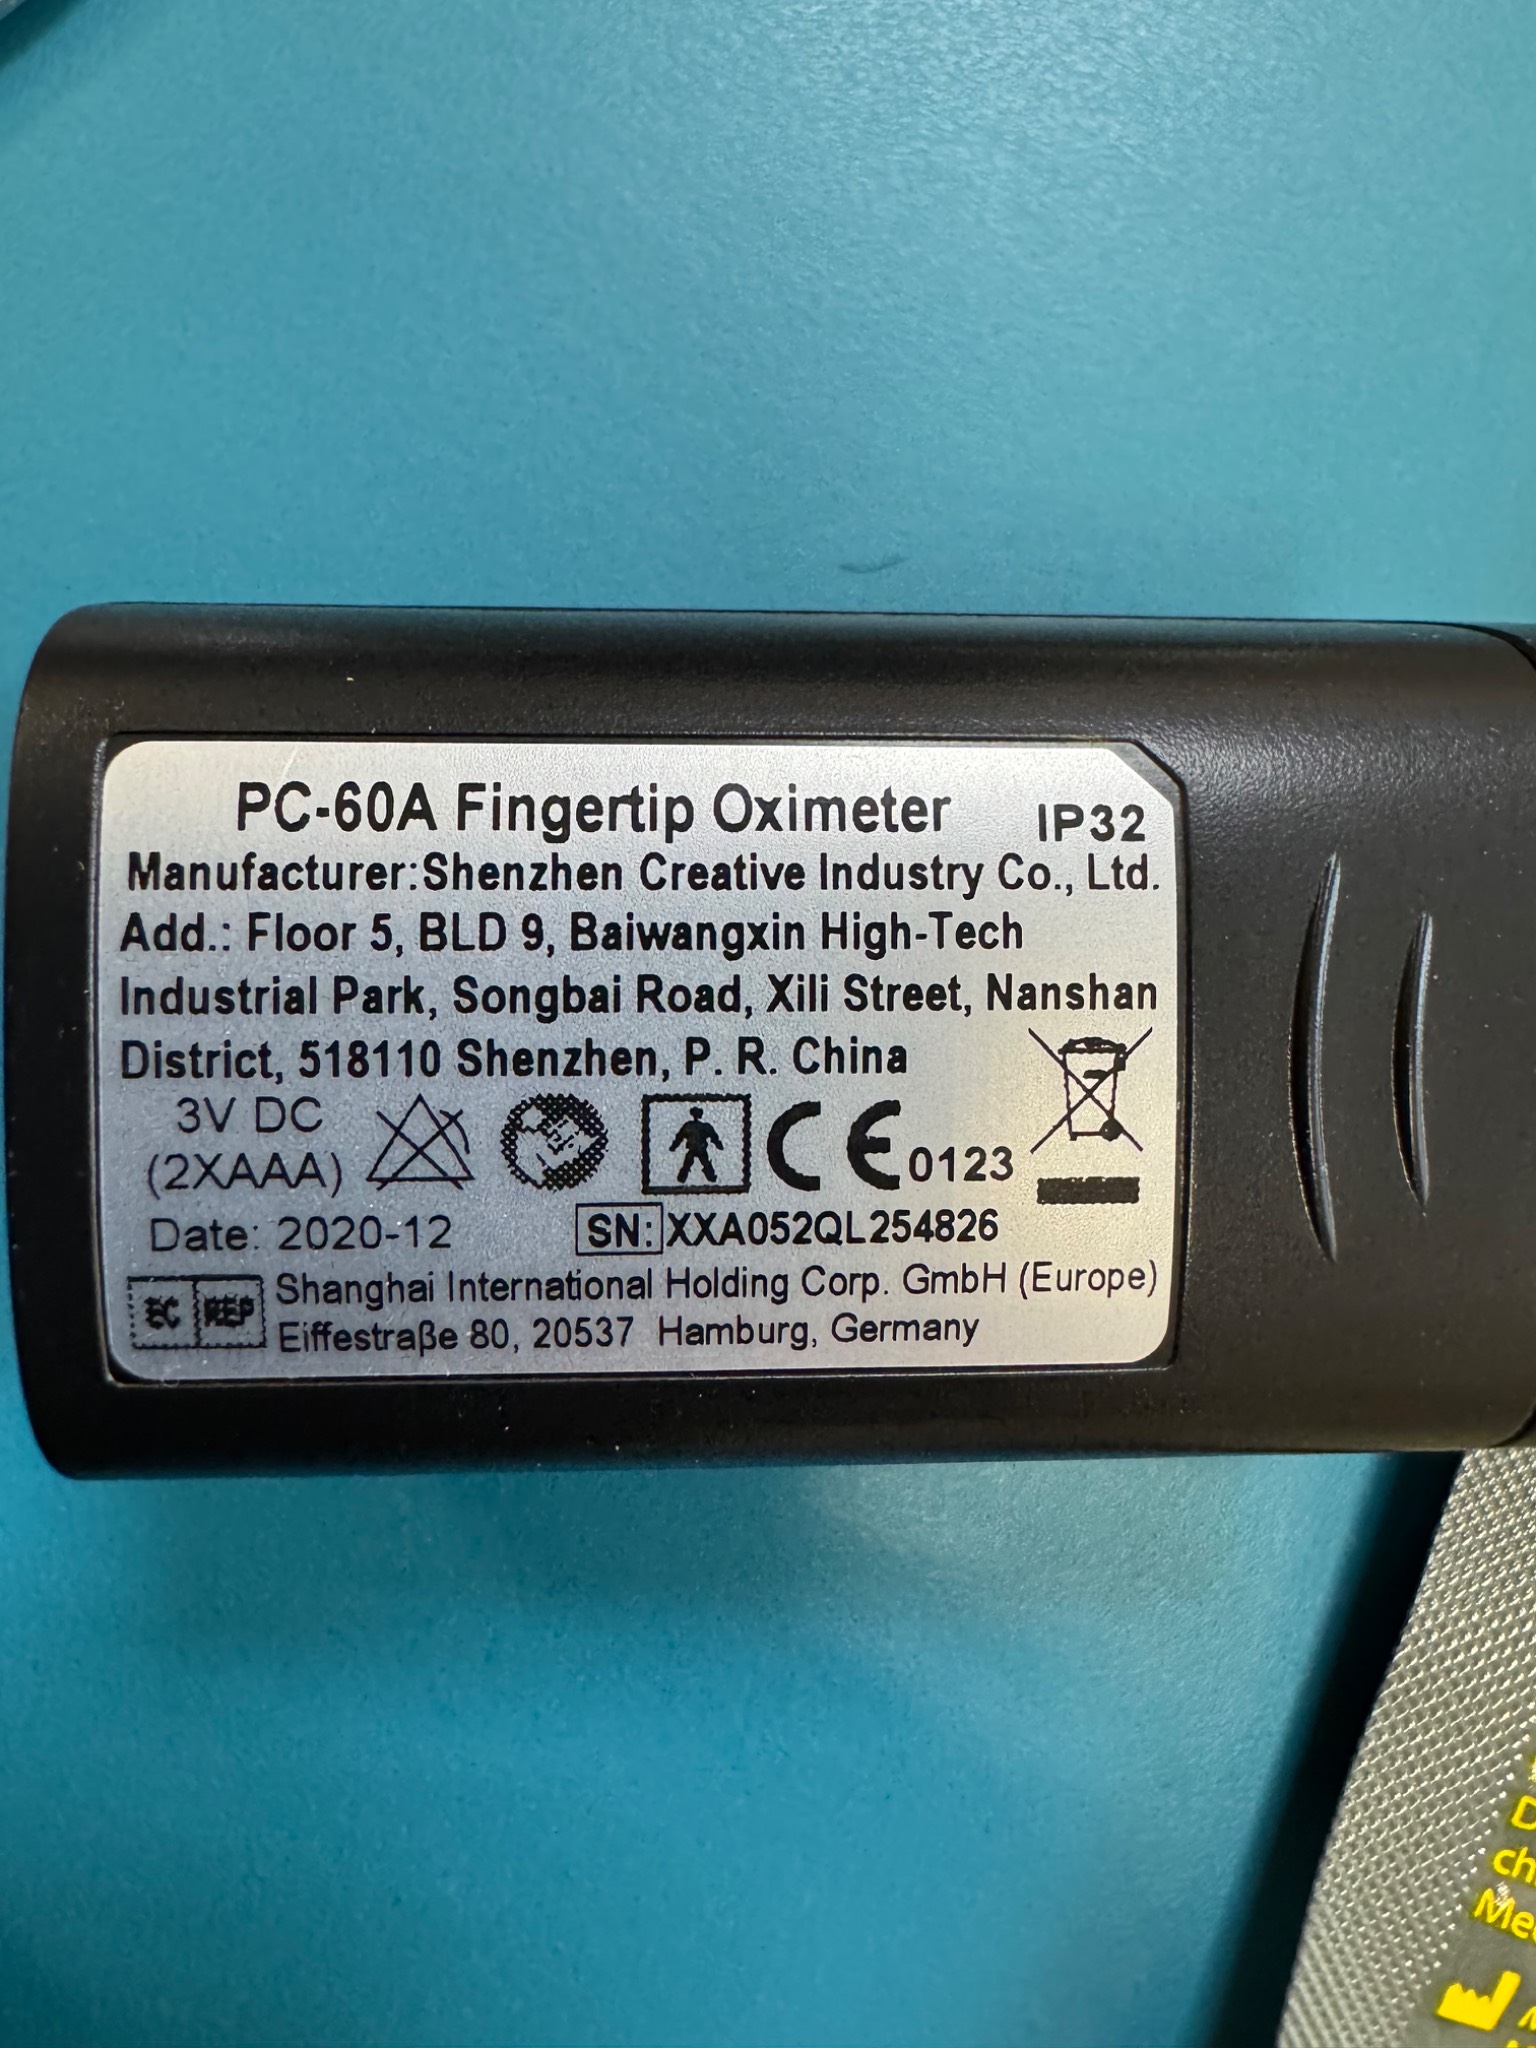 PC-60A Fingertip Oximeter IP32
Manufacturer:Shenzhen Creative Industry Co., Ltd.
Add.: Floor 5, BLD 9, Baiwangxin High-Tech
Industrial Park, Songbai Road, Xili Street, Nanshan
District, 518110 Shenzhen, P. R. China
3V DC
(2XAAA)
CE 0123
Date: 2020-12 SN: XXA052QL254826
EC REP
Shanghai International Holding Corp. GmbH (Europe)
Eiffestraße 80, 20537 Hamburg, Germany